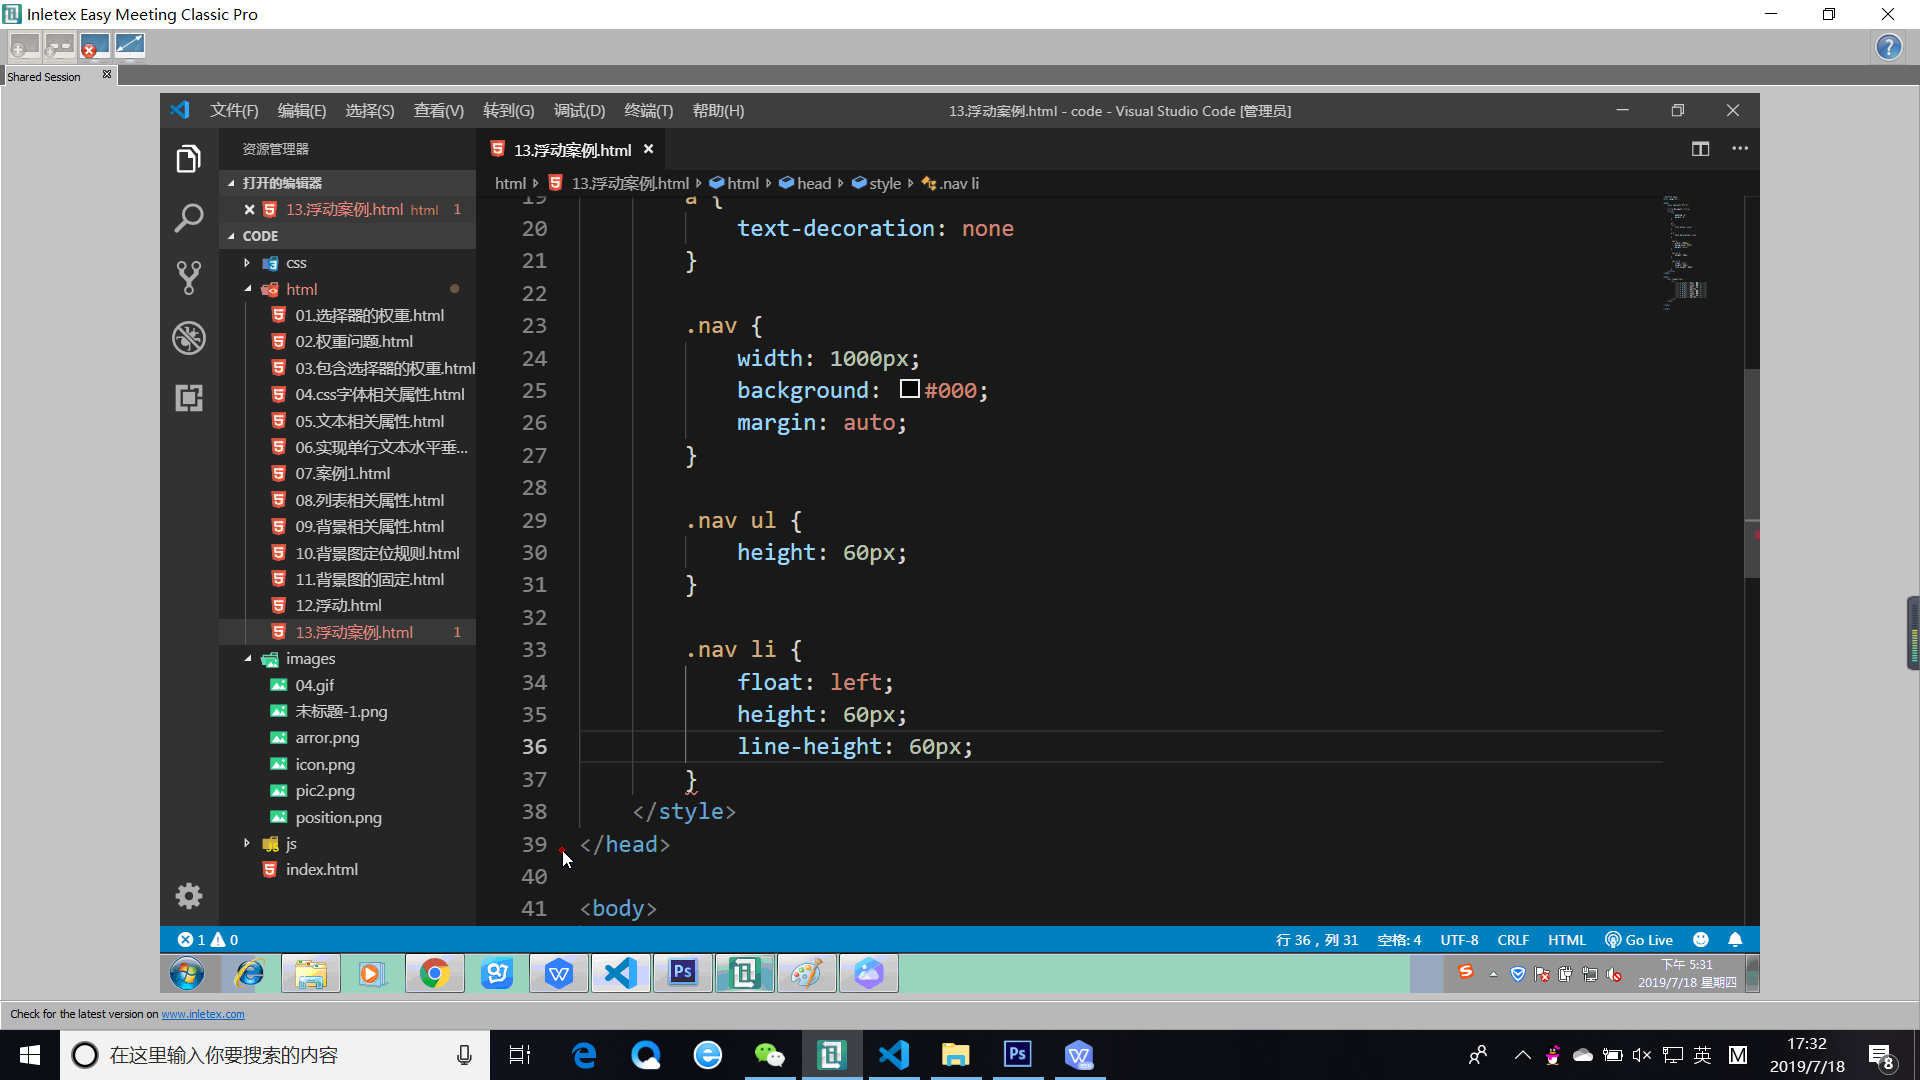 Inletex Easy Meeting Classic Pro
Shared Session
文件(F) 编辑(E) 选择(S) 查看(V) 转到(G) 调试(D) 终端(T) 帮助(H)
13.浮动案例.html - code - Visual Studio Code [管理员]
资源管理器
13.浮动案例.html
打开的编辑器
html 13.浮动案例.html html head style .nav li
13.浮动案例.html html 1
CODE
css
html
01.选择器的权重.html
02.权重问题.html
03.包含选择器的权重.html
04.css字体相关属性.html
05.文本相关属性.html
06.实现单行文本水平垂...
07.案例1.html
08.列表相关属性.html
09.背景相关属性.html
10.背景图定位规则.html
11.背景图的固定.html
12.浮动.html
13.浮动案例.html 1
images
04.gif
未标题-1.png
arror.png
icon.png
pic2.png
position.png
js
index.html
19 a {
20 text-decoration: none
21 }
22
23 .nav {
24 width: 1000px;
25 background: #000;
26 margin: auto;
27 }
28
29 .nav ul {
30 height: 60px;
31 }
32
33 .nav li {
34 float: left;
35 height: 60px;
36 line-height: 60px;
37 }
38 </style>
39 </head>
40
41 <body>
1 0
行 36，列 31 空格: 4 UTF-8 CRLF HTML Go Live
下午 5:31
2019/7/18 星期四
Check for the latest version on www.inletex.com
在这里输入你要搜索的内容
英 M
17:32
2019/7/18
8